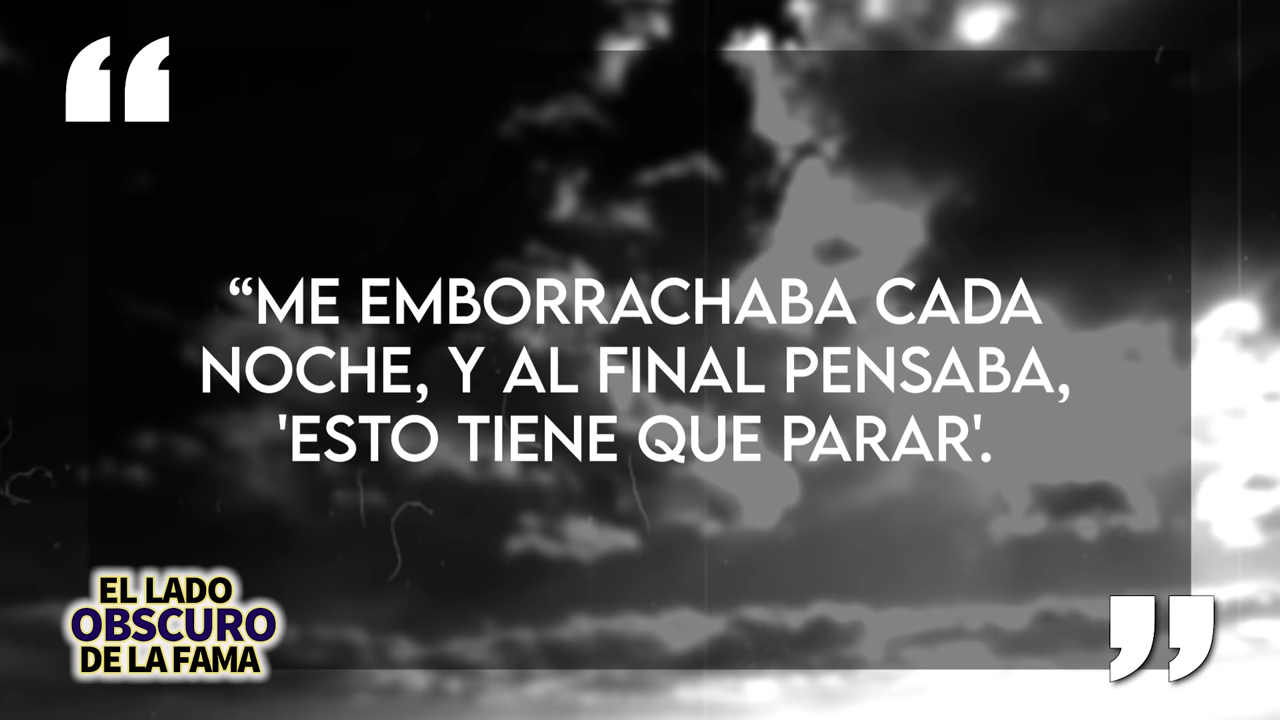 “ME EMBORRACHABA CADA
NOCHE, Y AL FINAL PENSABA,
'ESTO TIENE QUE PARAR'.
EL LADO
OBSCURO
DE LA FAMA